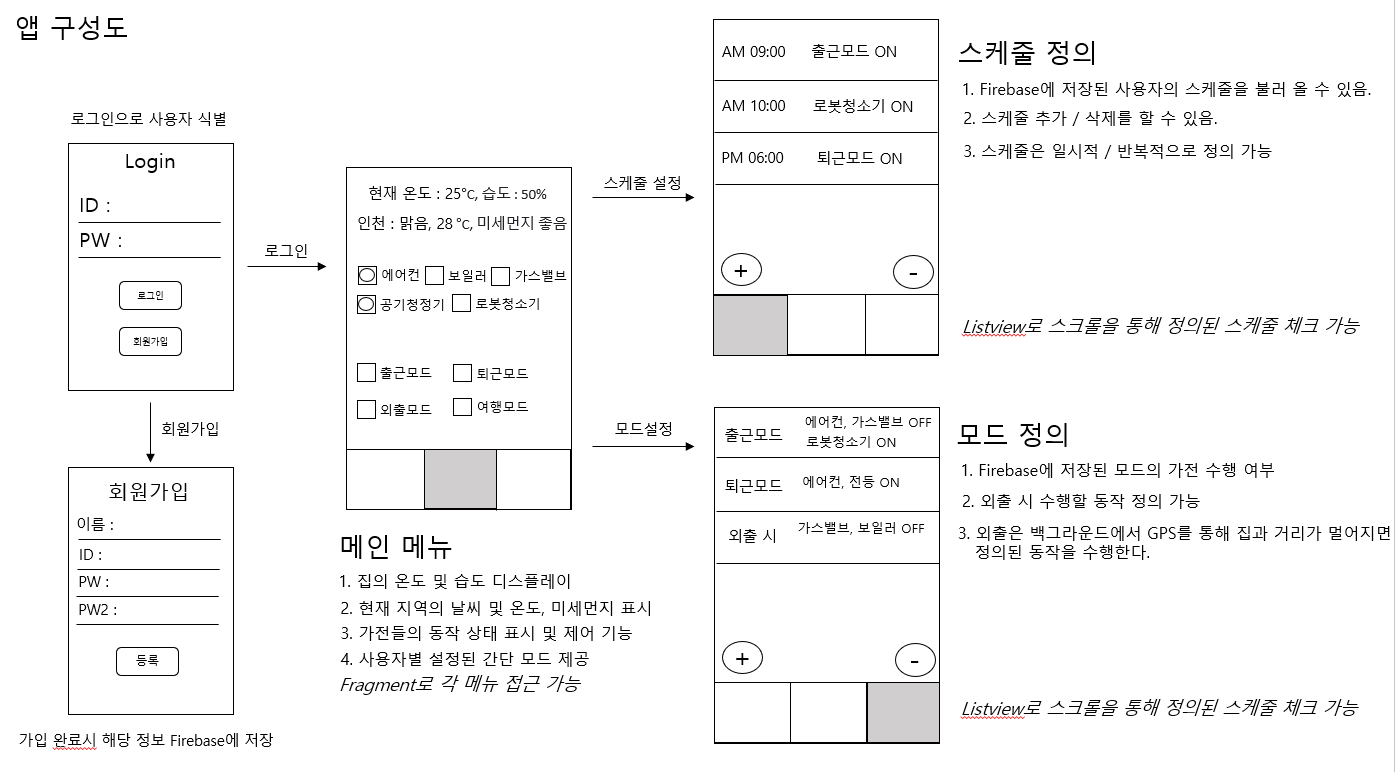 앱 구성도
로그인으로 사용자 식별
Login
ID :
PW :
로그인
회원가입
회원가입
회원가입
이름 :
ID :
PW :
PW2 :
등록
가입 완료시 해당 정보 Firebase에 저장
로그인
현재 온도 : 25℃, 습도 : 50%
인천 : 맑음, 28 ℃, 미세먼지 좋음
에어컨 보일러 가스밸브
공기청정기 로봇청소기
출근모드 퇴근모드
외출모드 여행모드
메인 메뉴
1. 집의 온도 및 습도 디스플레이
2. 현재 지역의 날씨 및 온도, 미세먼지 표시
3. 가전들의 동작 상태 표시 및 제어 기능
4. 사용자별 설정된 간단 모드 제공
Fragment로 각 메뉴 접근 가능
스케줄 설정
AM 09:00 출근모드 ON
AM 10:00 로봇청소기 ON
PM 06:00 퇴근모드 ON
+ -
스케줄 정의
1. Firebase에 저장된 사용자의 스케줄을 불러 올 수 있음.
2. 스케줄 추가 / 삭제를 할 수 있음.
3. 스케줄은 일시적 / 반복적으로 정의 가능
Listview로 스크롤을 통해 정의된 스케줄 체크 가능
모드설정
출근모드 에어컨, 가스밸브 OFF
로봇청소기 ON
퇴근모드 에어컨, 전등 ON
외출 시 가스밸브, 보일러 OFF
+ -
모드 정의
1. Firebase에 저장된 모드의 가전 수행 여부
2. 외출 시 수행할 동작 정의 가능
3. 외출은 백그라운드에서 GPS를 통해 집과 거리가 멀어지면
정의된 동작을 수행한다.
Listview로 스크롤을 통해 정의된 스케줄 체크 가능